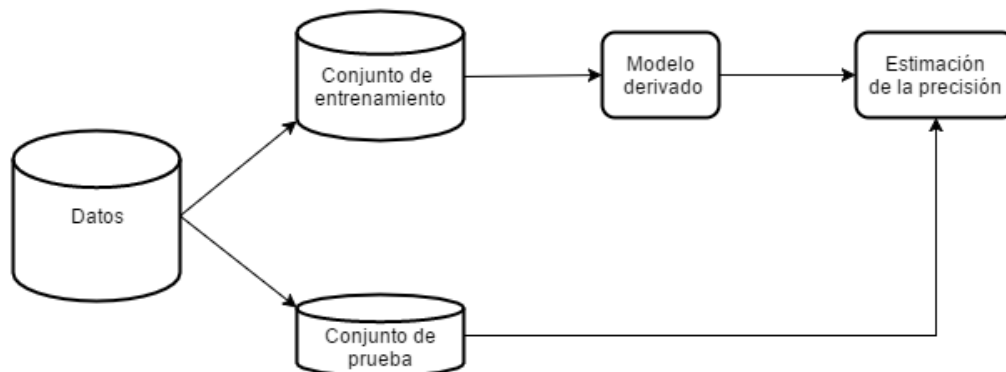 Datos
Conjunto de
entrenamiento
Modelo
derivado
Estimación
de la precisión
Conjunto de
prueba